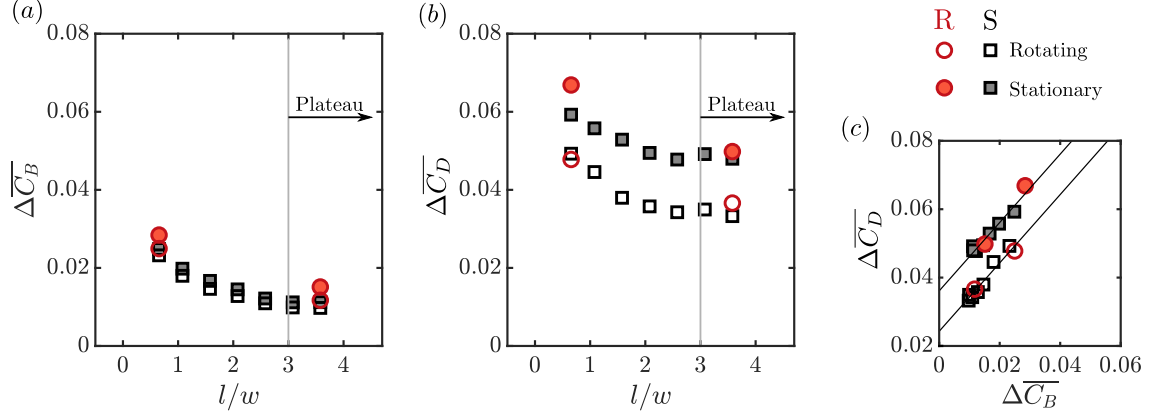 (a)
0.08
0.06
0.04
0.02
0
ΔC̅_B̅
Plateau
0 1 2 3 4
l/w
(b)
0.08
0.06
0.04
0.02
0
ΔC̅_D̅
Plateau
0 1 2 3 4
l/w
R S
Rotating
Stationary
(c)
0.08
0.06
0.04
0.02
ΔC̅_D̅
0 0.02 0.04 0.06
ΔC̅_B̅